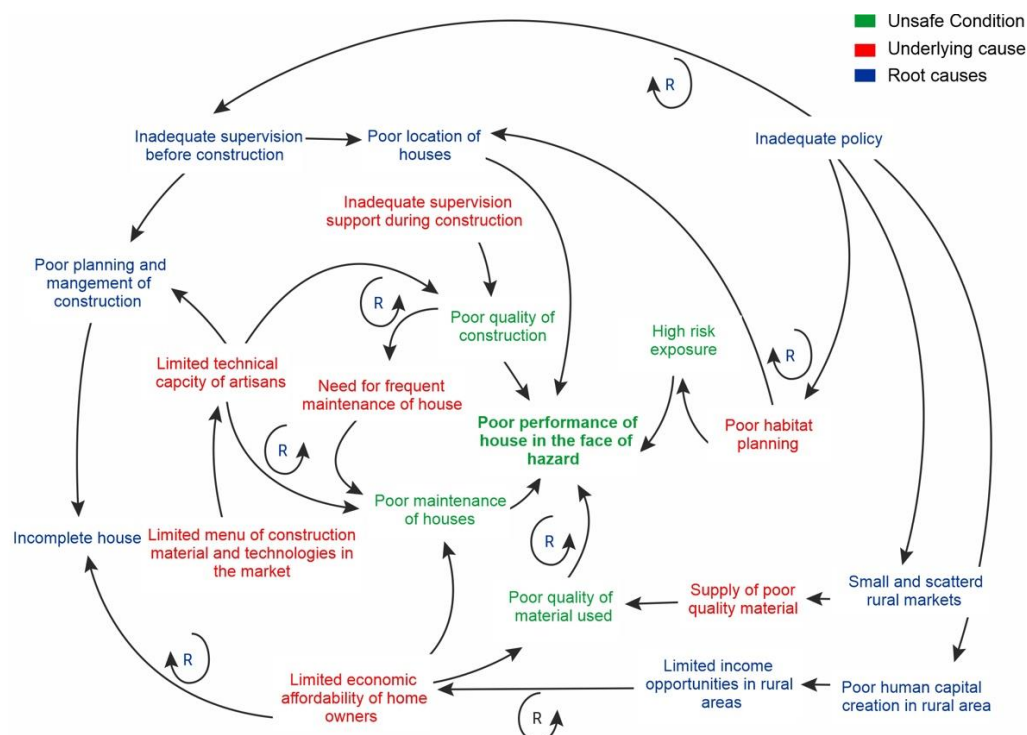 Unsafe Condition
Underlying cause
Root causes
R
Inadequate supervision
before construction
Poor location of
houses
Inadequate policy
Inadequate supervision
support during construction
Poor planning and
mangement of
construction
R
Poor quality of
construction
High risk
exposure
R
Limited technical
capcity of artisans
Need for frequent
maintenance of house
Poor performance of
house in the face of
hazard
Poor habitat
planning
R
Poor maintenance
of houses
Incomplete house
Limited menu of construction
material and technologies in
the market
R
Poor quality of
material used
Supply of poor
quality material
Small and scatterd
rural markets
R
Limited economic
affordability of home
owners
Limited income
opportunities in rural
areas
Poor human capital
creation in rural area
R